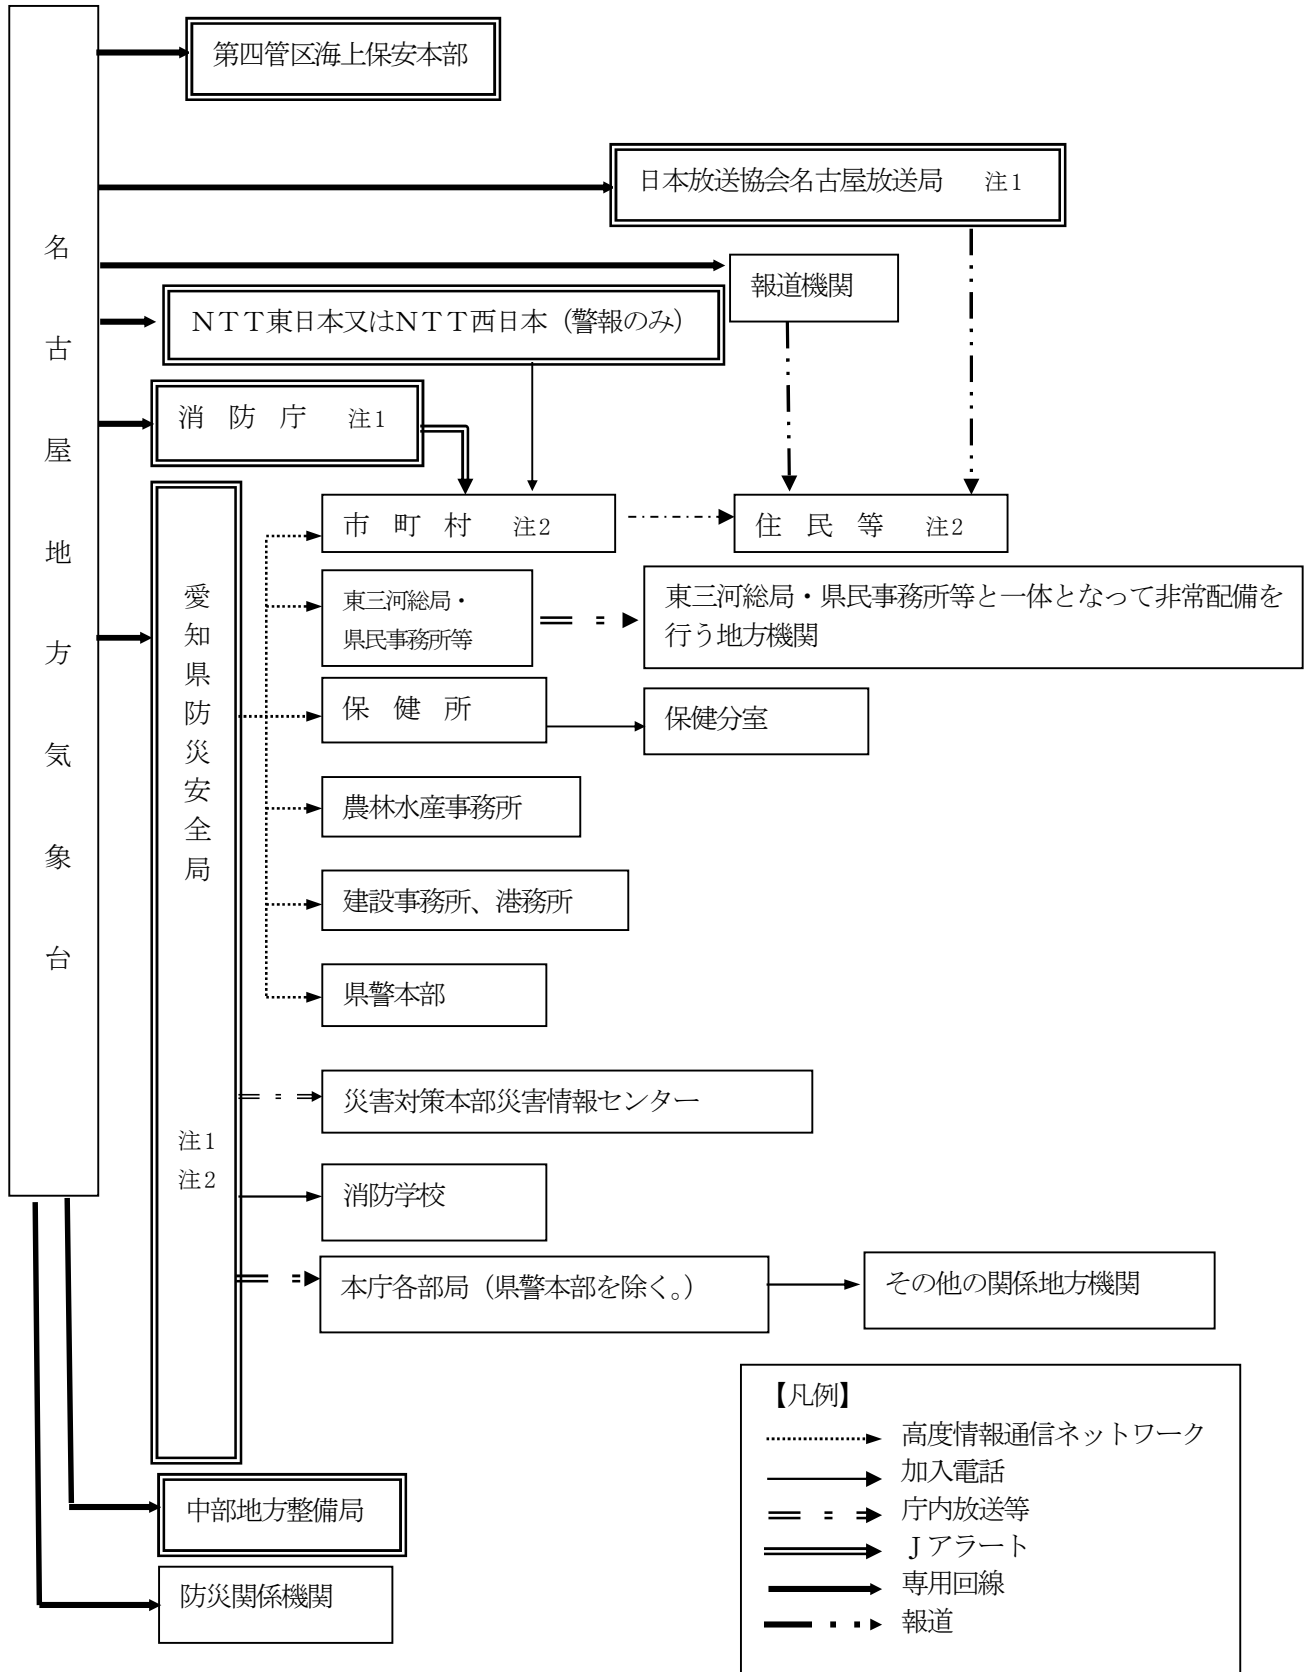 第四管区海上保安本部
日本放送協会名古屋放送局 注1
名古屋地方気象台
報道機関
NTT東日本又はNTT西日本（警報のみ）
消 防 庁 注1
市 町 村 注2
住 民 等 注2
愛知県防災安全局
注1
注2
東三河総局・
県民事務所等
東三河総局・県民事務所等と一体となって非常配備を
行う地方機関
保 健 所
保健分室
農林水産事務所
建設事務所、港務所
県警本部
災害対策本部災害情報センター
消防学校
本庁各部局（県警本部を除く。）
その他の関係地方機関
中部地方整備局
防災関係機関
【凡例】
高度情報通信ネットワーク
加入電話
庁内放送等
Jアラート
専用回線
報道